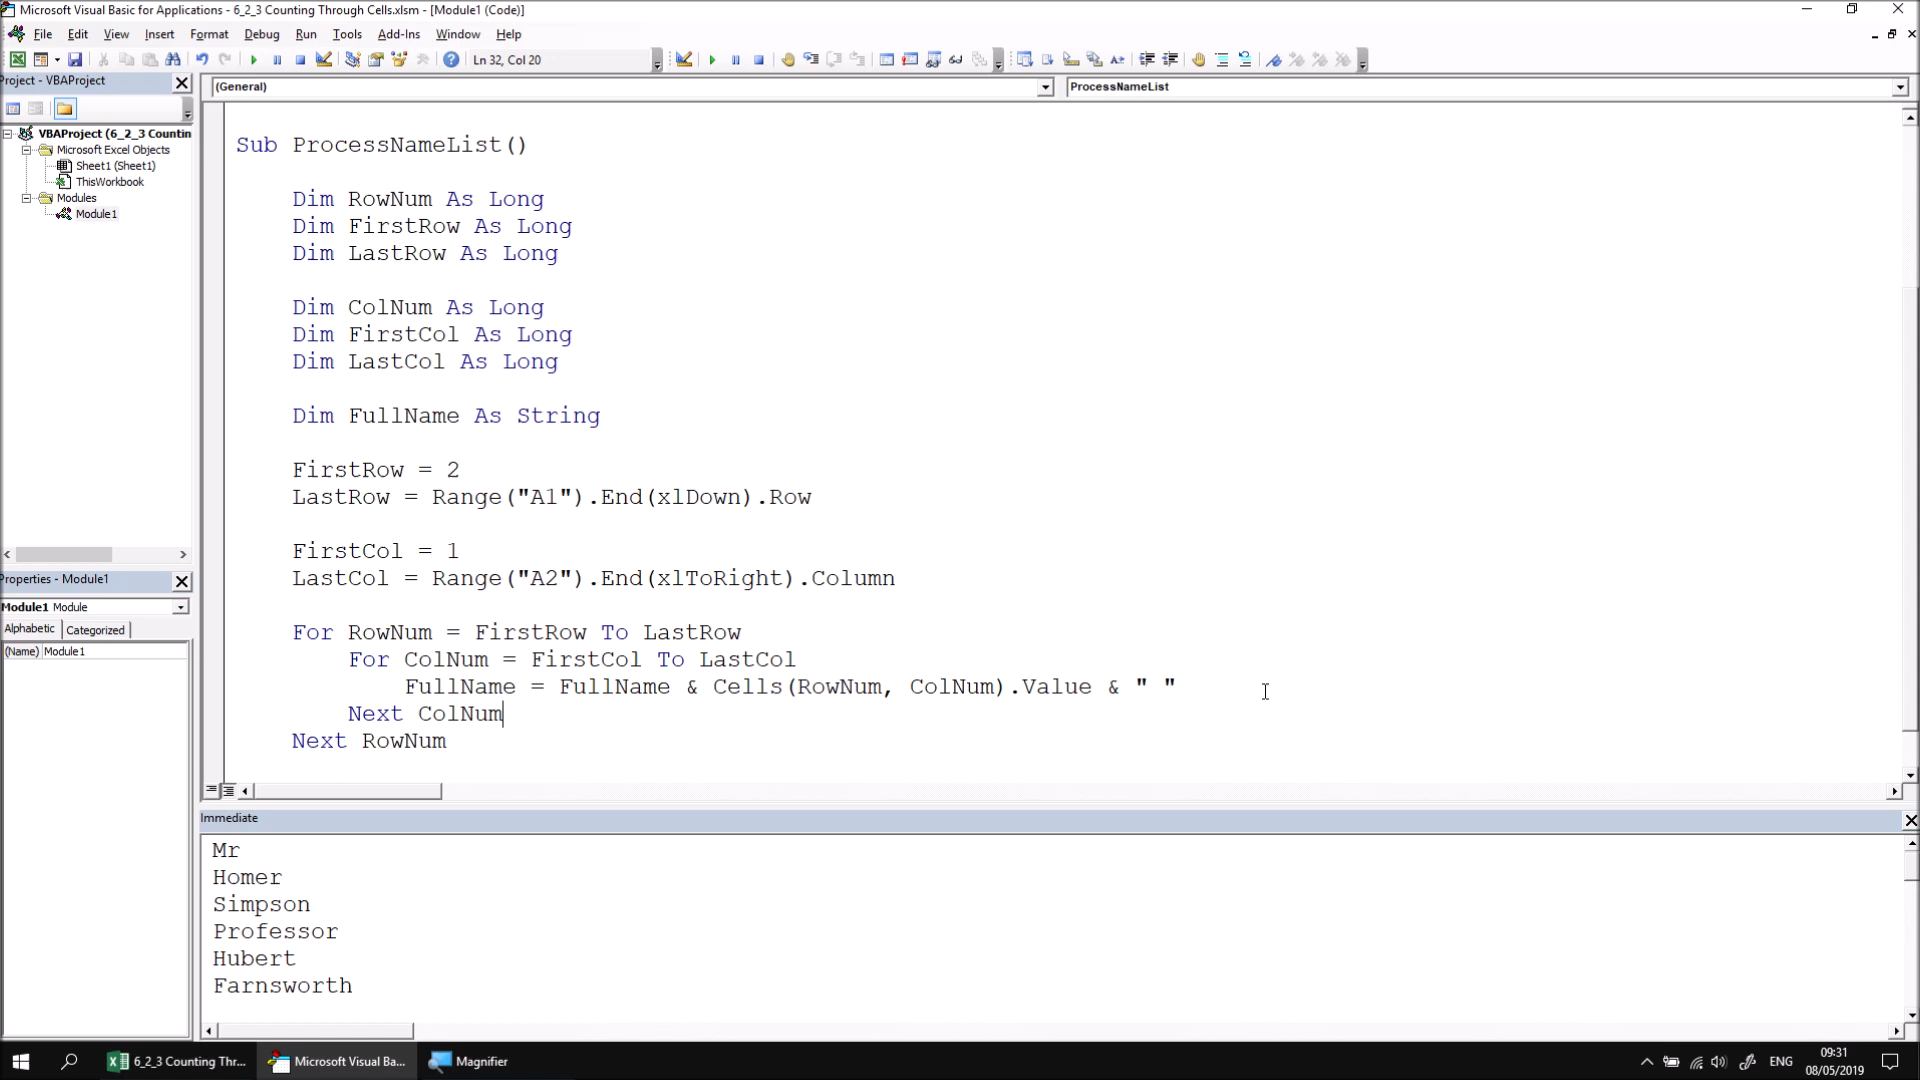 Microsoft Visual Basic for Applications - 6_2_3 Counting Through Cells.xlsm - [Module1 (Code)]
File Edit View Insert Format Debug Run Tools Add-Ins Window Help
Ln 32, Col 20
Project - VBAProject
(General)
ProcessNameList
VBAProject (6_2_3 Countin
Microsoft Excel Objects
Sheet1 (Sheet1)
ThisWorkbook
Modules
Module1
Sub ProcessNameList()
Dim RowNum As Long
Dim FirstRow As Long
Dim LastRow As Long
Dim ColNum As Long
Dim FirstCol As Long
Dim LastCol As Long
Dim FullName As String
FirstRow = 2
LastRow = Range("A1").End(xlDown).Row
FirstCol = 1
LastCol = Range("A2").End(xlToRight).Column
For RowNum = FirstRow To LastRow
For ColNum = FirstCol To LastCol
FullName = FullName & Cells(RowNum, ColNum).Value & " "
Next ColNum
Next RowNum
Properties - Module1
Module1 Module
Alphabetic Categorized
(Name) Module1
Immediate
Mr
Homer
Simpson
Professor
Hubert
Farnsworth
6_2_3 Counting Thr...
Microsoft Visual Ba...
Magnifier
ENG
09:31
08/05/2019